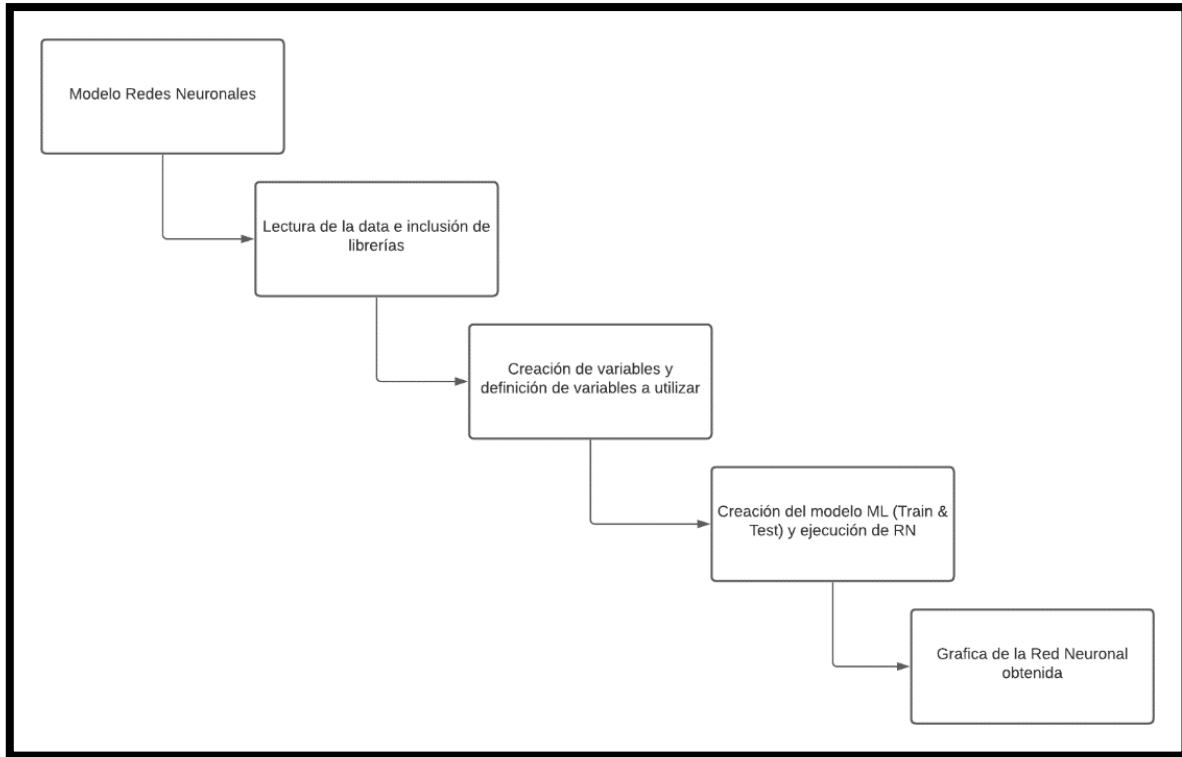 Modelo Redes Neuronales
Lectura de la data e inclusión de
librerías
Creación de variables y
definición de variables a utilizar
Creación del modelo ML (Train &
Test) y ejecución de RN
Grafica de la Red Neuronal
obtenida